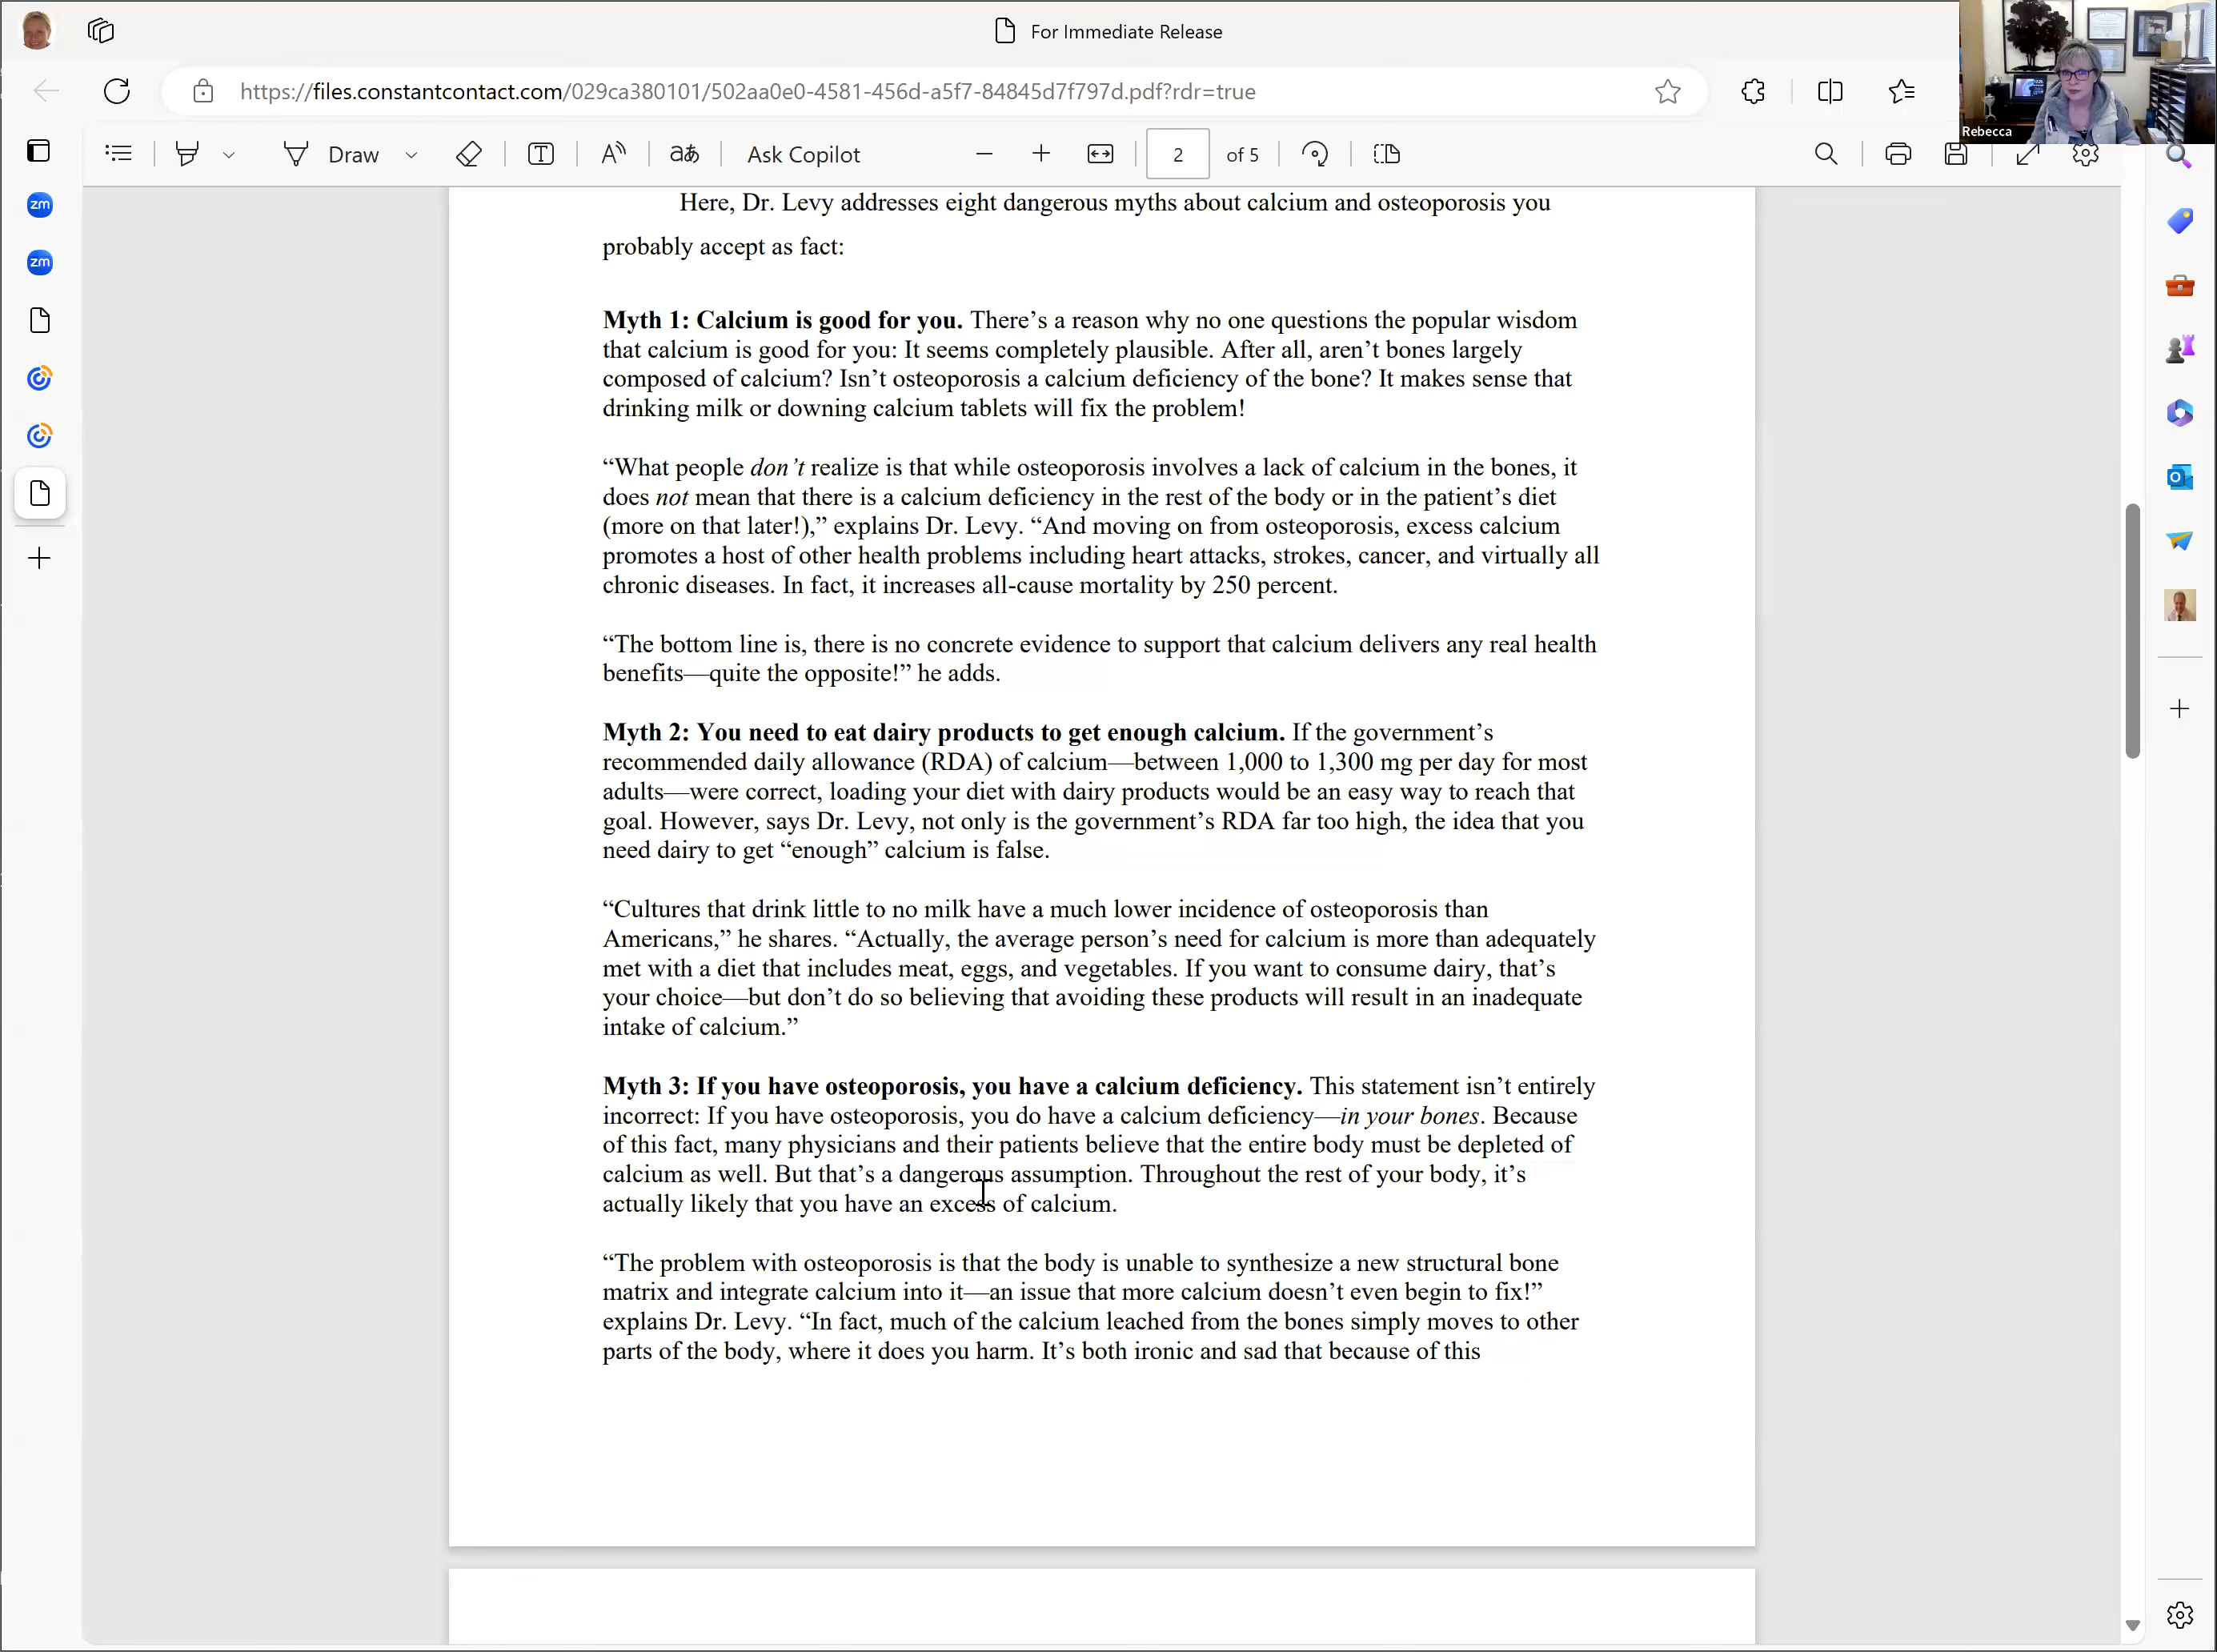 For Immediate Release
https://files.constantcontact.com/029ca380101/502aa0e0-4581-456d-a5f7-84845d7f797d.pdf?rdr=true
Rebecca
Draw
aあ
Ask Copilot
2
of 5
zm
zm
Here, Dr. Levy addresses eight dangerous myths about calcium and osteoporosis you
probably accept as fact:
Myth 1: Calcium is good for you. There’s a reason why no one questions the popular wisdom
that calcium is good for you: It seems completely plausible. After all, aren’t bones largely
composed of calcium? Isn’t osteoporosis a calcium deficiency of the bone? It makes sense that
drinking milk or downing calcium tablets will fix the problem!
“What people don’t realize is that while osteoporosis involves a lack of calcium in the bones, it
does not mean that there is a calcium deficiency in the rest of the body or in the patient’s diet
(more on that later!),” explains Dr. Levy. “And moving on from osteoporosis, excess calcium
promotes a host of other health problems including heart attacks, strokes, cancer, and virtually all
chronic diseases. In fact, it increases all-cause mortality by 250 percent.
“The bottom line is, there is no concrete evidence to support that calcium delivers any real health
benefits—quite the opposite!” he adds.
Myth 2: You need to eat dairy products to get enough calcium. If the government’s
recommended daily allowance (RDA) of calcium—between 1,000 to 1,300 mg per day for most
adults—were correct, loading your diet with dairy products would be an easy way to reach that
goal. However, says Dr. Levy, not only is the government’s RDA far too high, the idea that you
need dairy to get “enough” calcium is false.
“Cultures that drink little to no milk have a much lower incidence of osteoporosis than
Americans,” he shares. “Actually, the average person’s need for calcium is more than adequately
met with a diet that includes meat, eggs, and vegetables. If you want to consume dairy, that’s
your choice—but don’t do so believing that avoiding these products will result in an inadequate
intake of calcium.”
Myth 3: If you have osteoporosis, you have a calcium deficiency. This statement isn’t entirely
incorrect: If you have osteoporosis, you do have a calcium deficiency—in your bones. Because
of this fact, many physicians and their patients believe that the entire body must be depleted of
calcium as well. But that’s a dangerous assumption. Throughout the rest of your body, it’s
actually likely that you have an excess of calcium.
“The problem with osteoporosis is that the body is unable to synthesize a new structural bone
matrix and integrate calcium into it—an issue that more calcium doesn’t even begin to fix!”
explains Dr. Levy. “In fact, much of the calcium leached from the bones simply moves to other
parts of the body, where it does you harm. It’s both ironic and sad that because of this